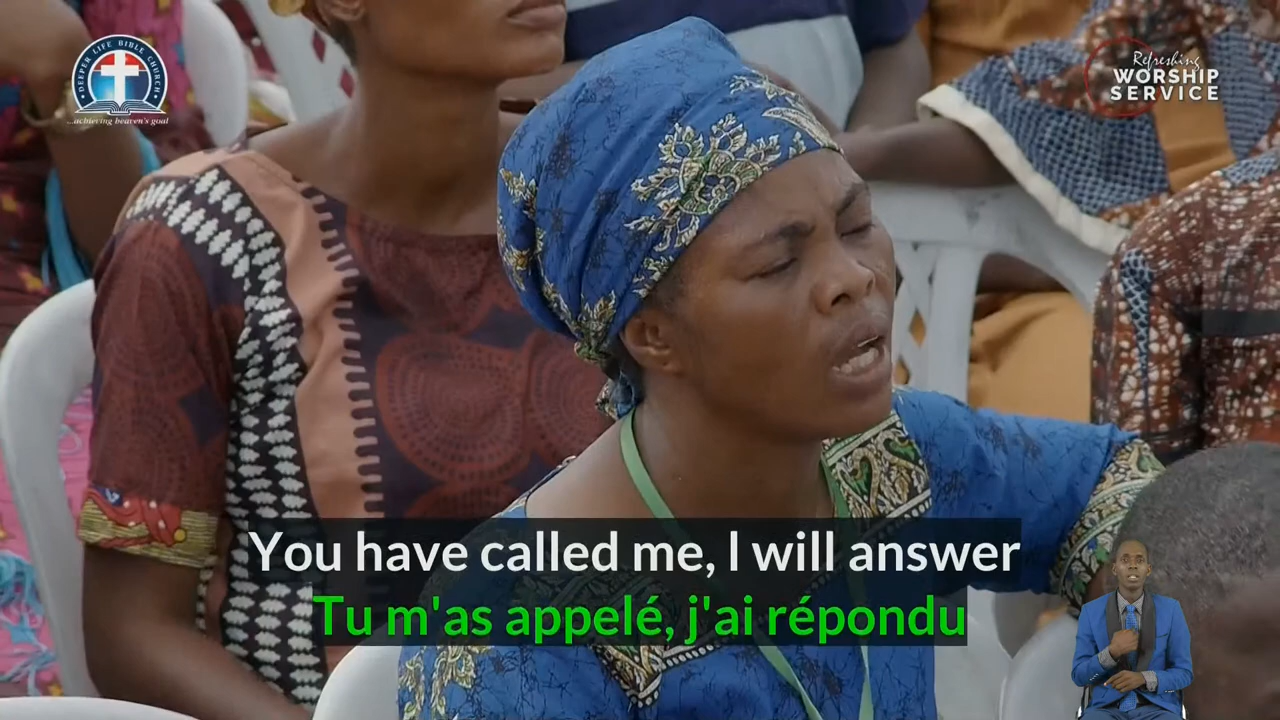 DEEPER LIFE BIBLE CHURCH
...achieving heaven's goal
Refreshing
WORSHIP
SERVICE
You have called me, I will answer
Tu m'as appelé, j'ai répondu